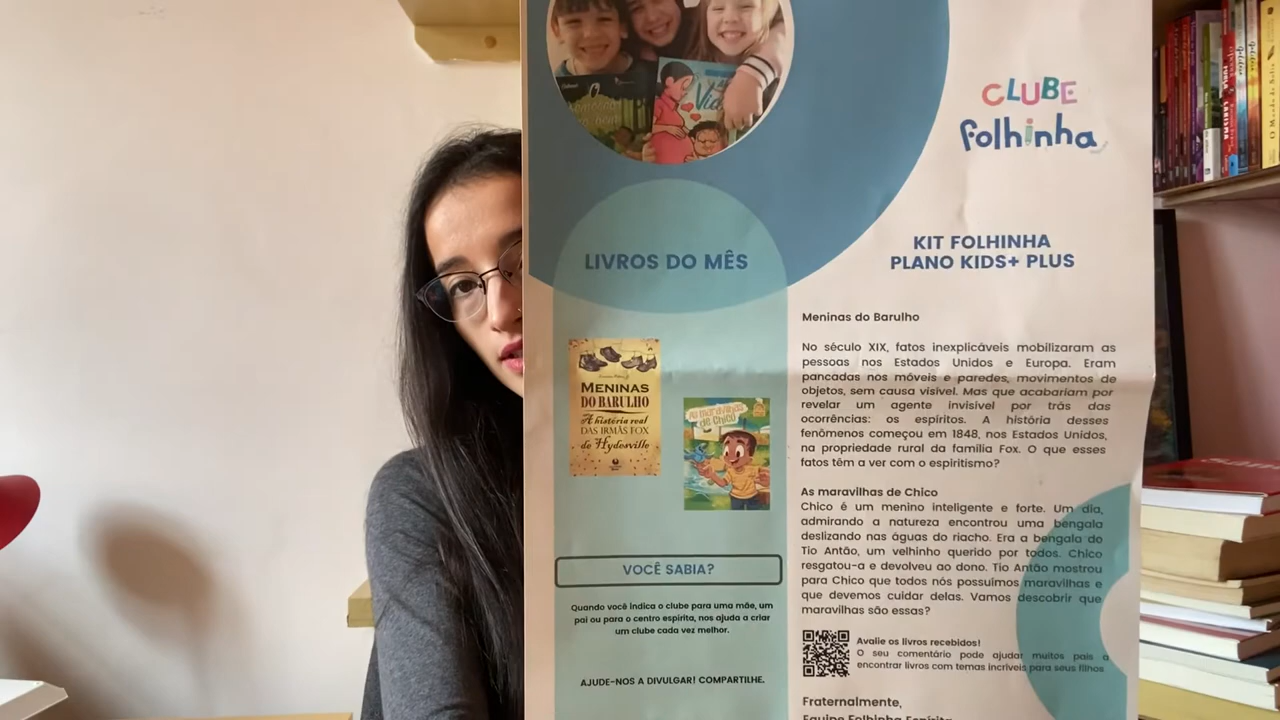 CLUBE
folhinha
LIVROS DO MÊS
KIT FOLHINHA
PLANO KIDS+ PLUS
Meninas do Barulho
No século XIX, fatos inexplicáveis mobilizaram as
pessoas nos Estados Unidos e Europa. Eram
pancadas nos móveis e paredes, movimentos de
objetos, sem causa visível. Mas que acabariam por
revelar um agente invisível por trás das
ocorrências: os espíritos. A história desses
fenômenos começou em 1848, nos Estados Unidos,
na propriedade rural da família Fox. O que esses
fatos têm a ver com o espiritismo?
As maravilhas de Chico
Chico é um menino inteligente e forte. Um dia,
admirando a natureza encontrou uma bengala
deslizando nas águas do riacho. Era a bengala do
Tio Antão, um velhinho querido por todos. Chico
resgatou-a e devolveu ao dono. Tio Antão mostrou
para Chico que todos nós possuímos maravilhas e
que devemos cuidar delas. Vamos descobrir que
maravilhas são essas?
Avalie os livros recebidos!
O seu comentário pode ajudar muitos pais a
encontrar livros com temas incríveis para seus filhos
Fraternalmente,
Equipe Folhinha Espírita
MENINAS
DO BARULHO
A história real
DAS IRMÃS FOX
de Hydesville
As maravilhas
de Chico
VOCÊ SABIA?
Quando você indica o clube para uma mãe, um
pai ou para o centro espírita, nos ajuda a criar
um clube cada vez melhor.
AJUDE-NOS A DIVULGAR! COMPARTILHE.
Vida